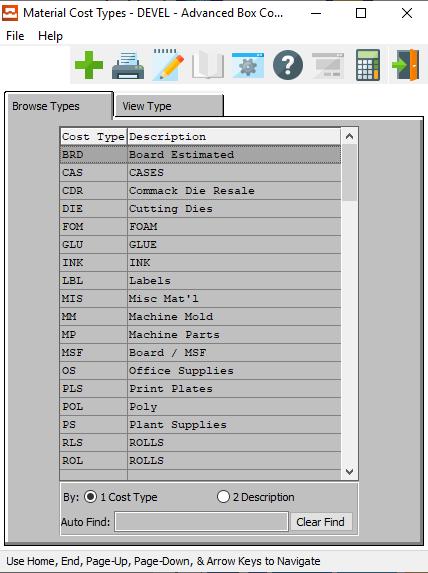 Material Cost Types - DEVEL - Advanced Box Co...
File Help
Browse Types View Type
Cost Type Description
BRD Board Estimated
CAS CASES
CDR Commack Die Resale
DIE Cutting Dies
FOM FOAM
GLU GLUE
INK INK
LBL Labels
MIS Misc Mat'l
MM Machine Mold
MP Machine Parts
MSF Board / MSF
OS Office Supplies
PLS Print Plates
POL Poly
PS Plant Supplies
RLS ROLLS
ROL ROLLS
By: 1 Cost Type 2 Description
Auto Find: Clear Find
Use Home, End, Page-Up, Page-Down, & Arrow Keys to Navigate